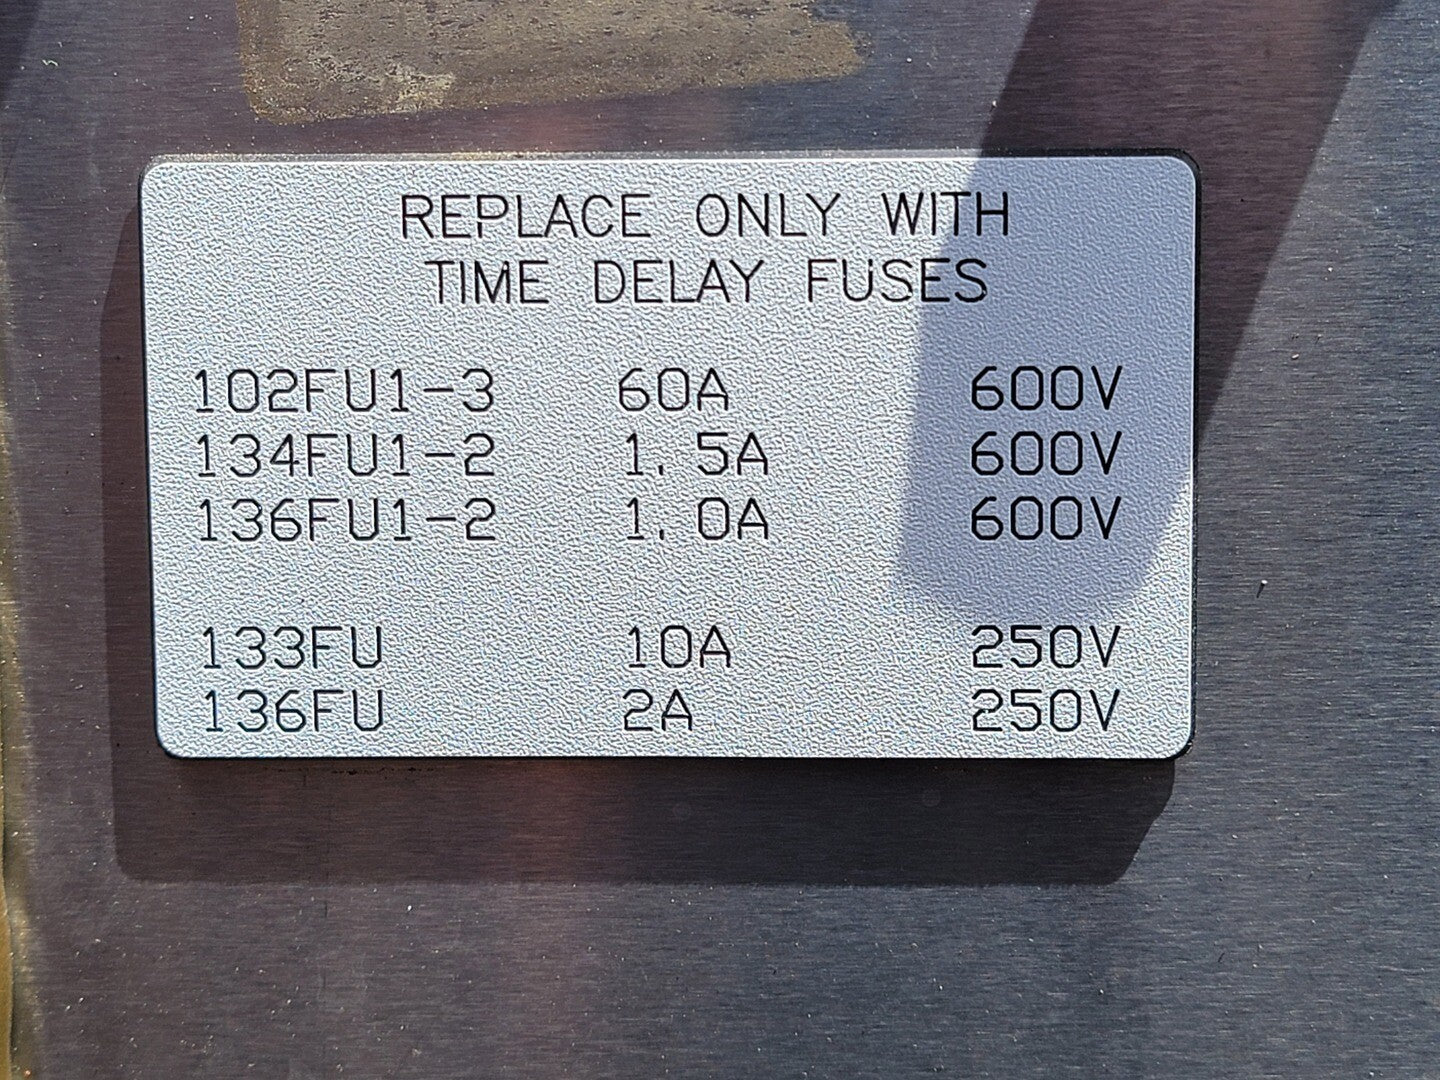 REPLACE ONLY WITH
TIME DELAY FUSES
102FU1-3 60A 600V
134FU1-2 1.5A 600V
136FU1-2 1.0A 600V
133FU 10A 250V
136FU 2A 250V